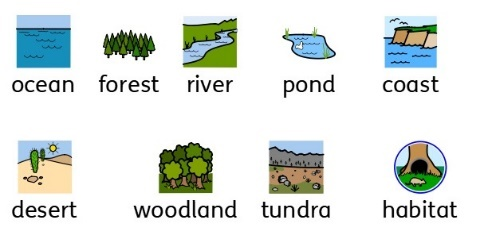 ocean forest river pond coast
desert woodland tundra habitat